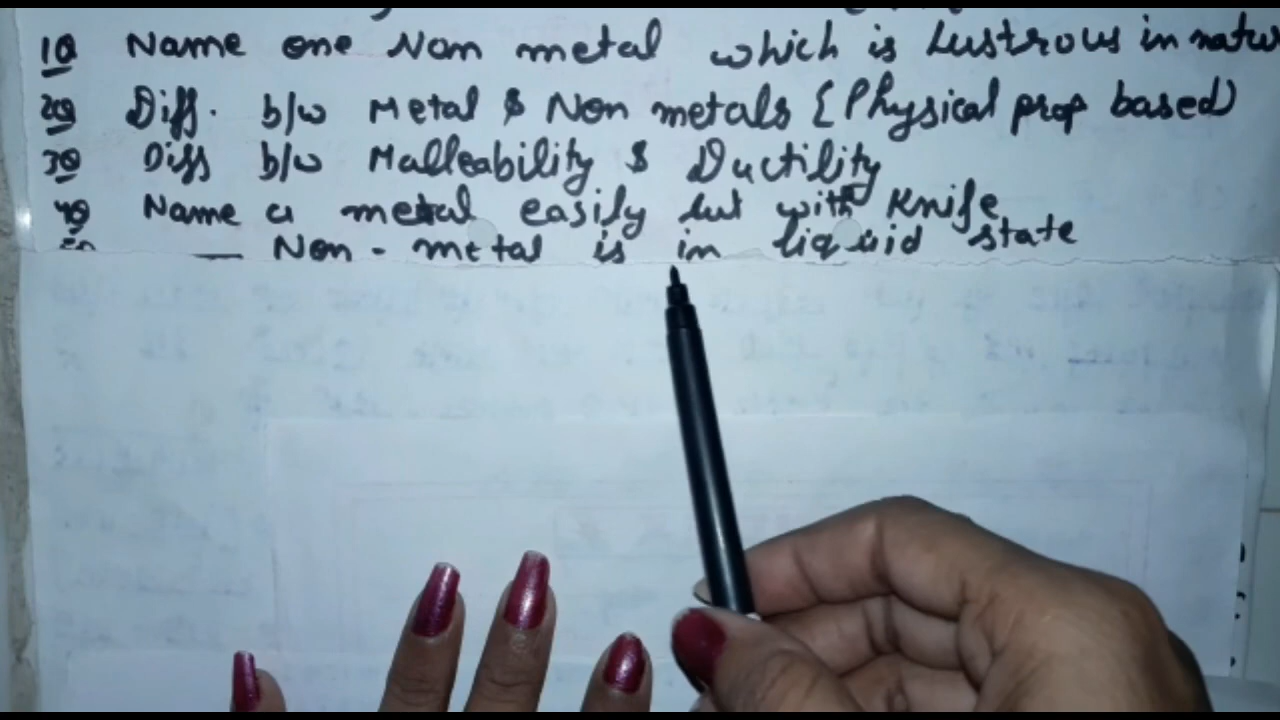 1Q Name one Non metal which is Lustrous in natu
2Q Diff. b/w Metal & Non metals {Physical prop based)
3Q Diff b/w Malleability & Ductility
4Q Name a metal easily cut with Knife
— Non-metal is in liquid state